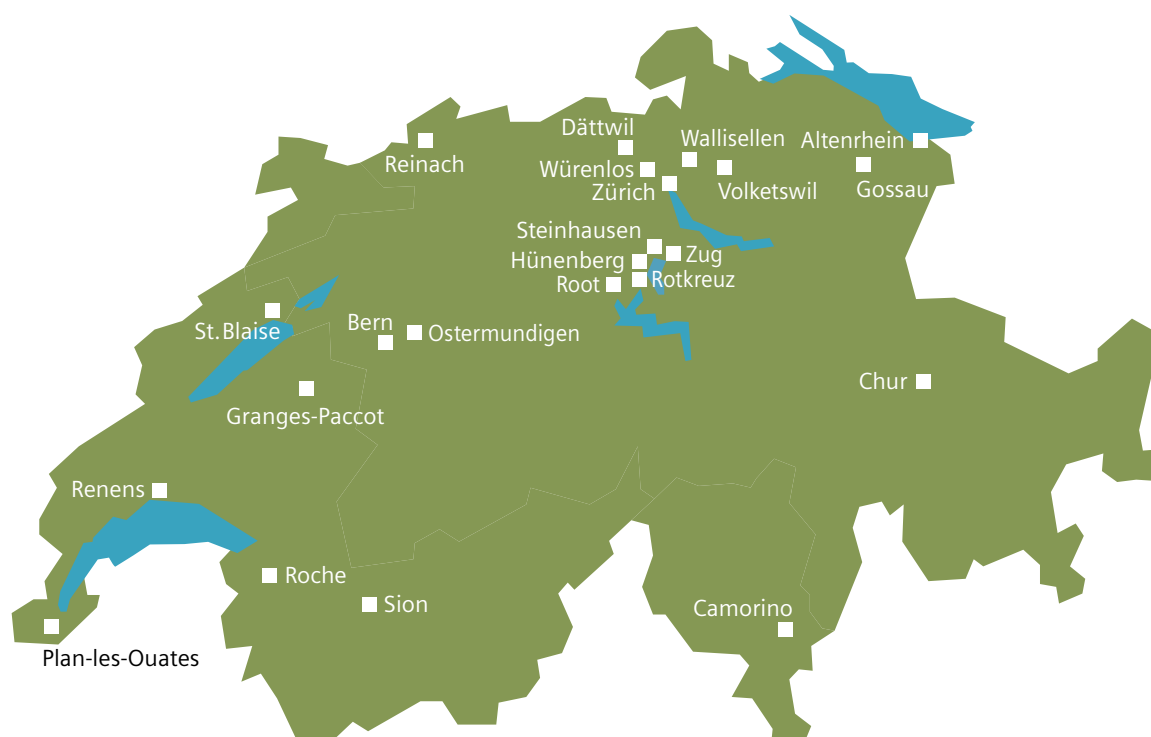 Dättwil
Wallisellen
Altenrhein
Reinach
Würenlos
Zürich
Volketswil
Gossau
Steinhausen
Zug
Hünenberg
Root
Rotkreuz
St. Blaise
Bern
Ostermundigen
Chur
Granges-Paccot
Renens
Roche
Sion
Camorino
Plan-les-Ouates